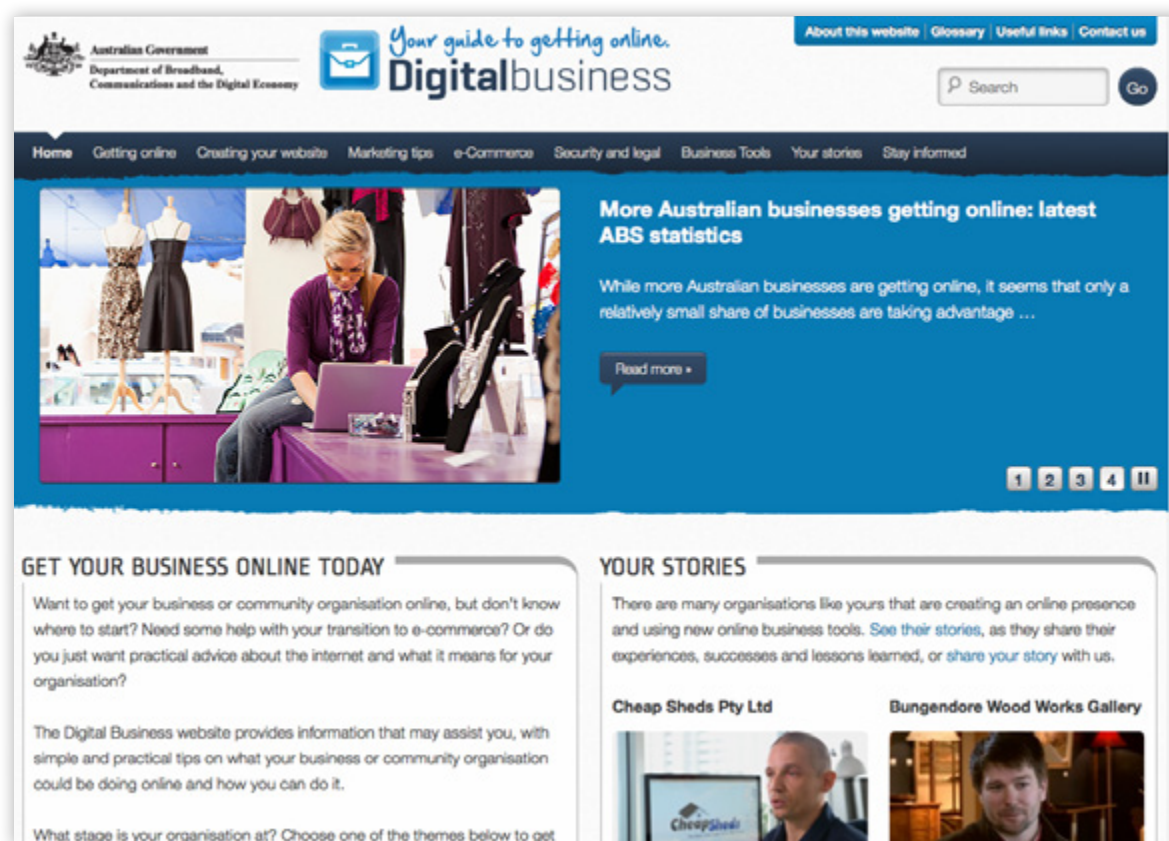 Australian Government
Department of Broadband,
Communications and the Digital Economy
Your guide to getting online.
Digitalbusiness
About this website | Glossary | Useful links | Contact us
Search
Go
Home Getting online Creating your website Marketing tips e-Commerce Security and legal Business Tools Your stories Stay informed
More Australian businesses getting online: latest
ABS statistics
While more Australian businesses are getting online, it seems that only a
relatively small share of businesses are taking advantage ...
Read more »
1 2 3 4
GET YOUR BUSINESS ONLINE TODAY
Want to get your business or community organisation online, but don't know
where to start? Need some help with your transition to e-commerce? Or do
you just want practical advice about the internet and what it means for your
organisation?
The Digital Business website provides information that may assist you, with
simple and practical tips on what your business or community organisation
could be doing online and how you can do it.
What stage is your organisation at? Choose one of the themes below to get
YOUR STORIES
There are many organisations like yours that are creating an online presence
and using new online business tools. See their stories, as they share their
experiences, successes and lessons learned, or share your story with us.
Cheap Sheds Pty Ltd
CheapSheds
Bungendore Wood Works Gallery